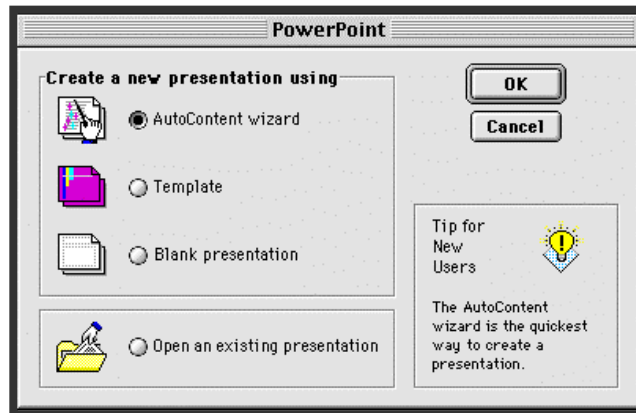 PowerPoint
Create a new presentation using
AutoContent wizard
Template
Blank presentation
Open an existing presentation
OK
Cancel
Tip for
New
Users
The AutoContent
wizard is the quickest
way to create a
presentation.